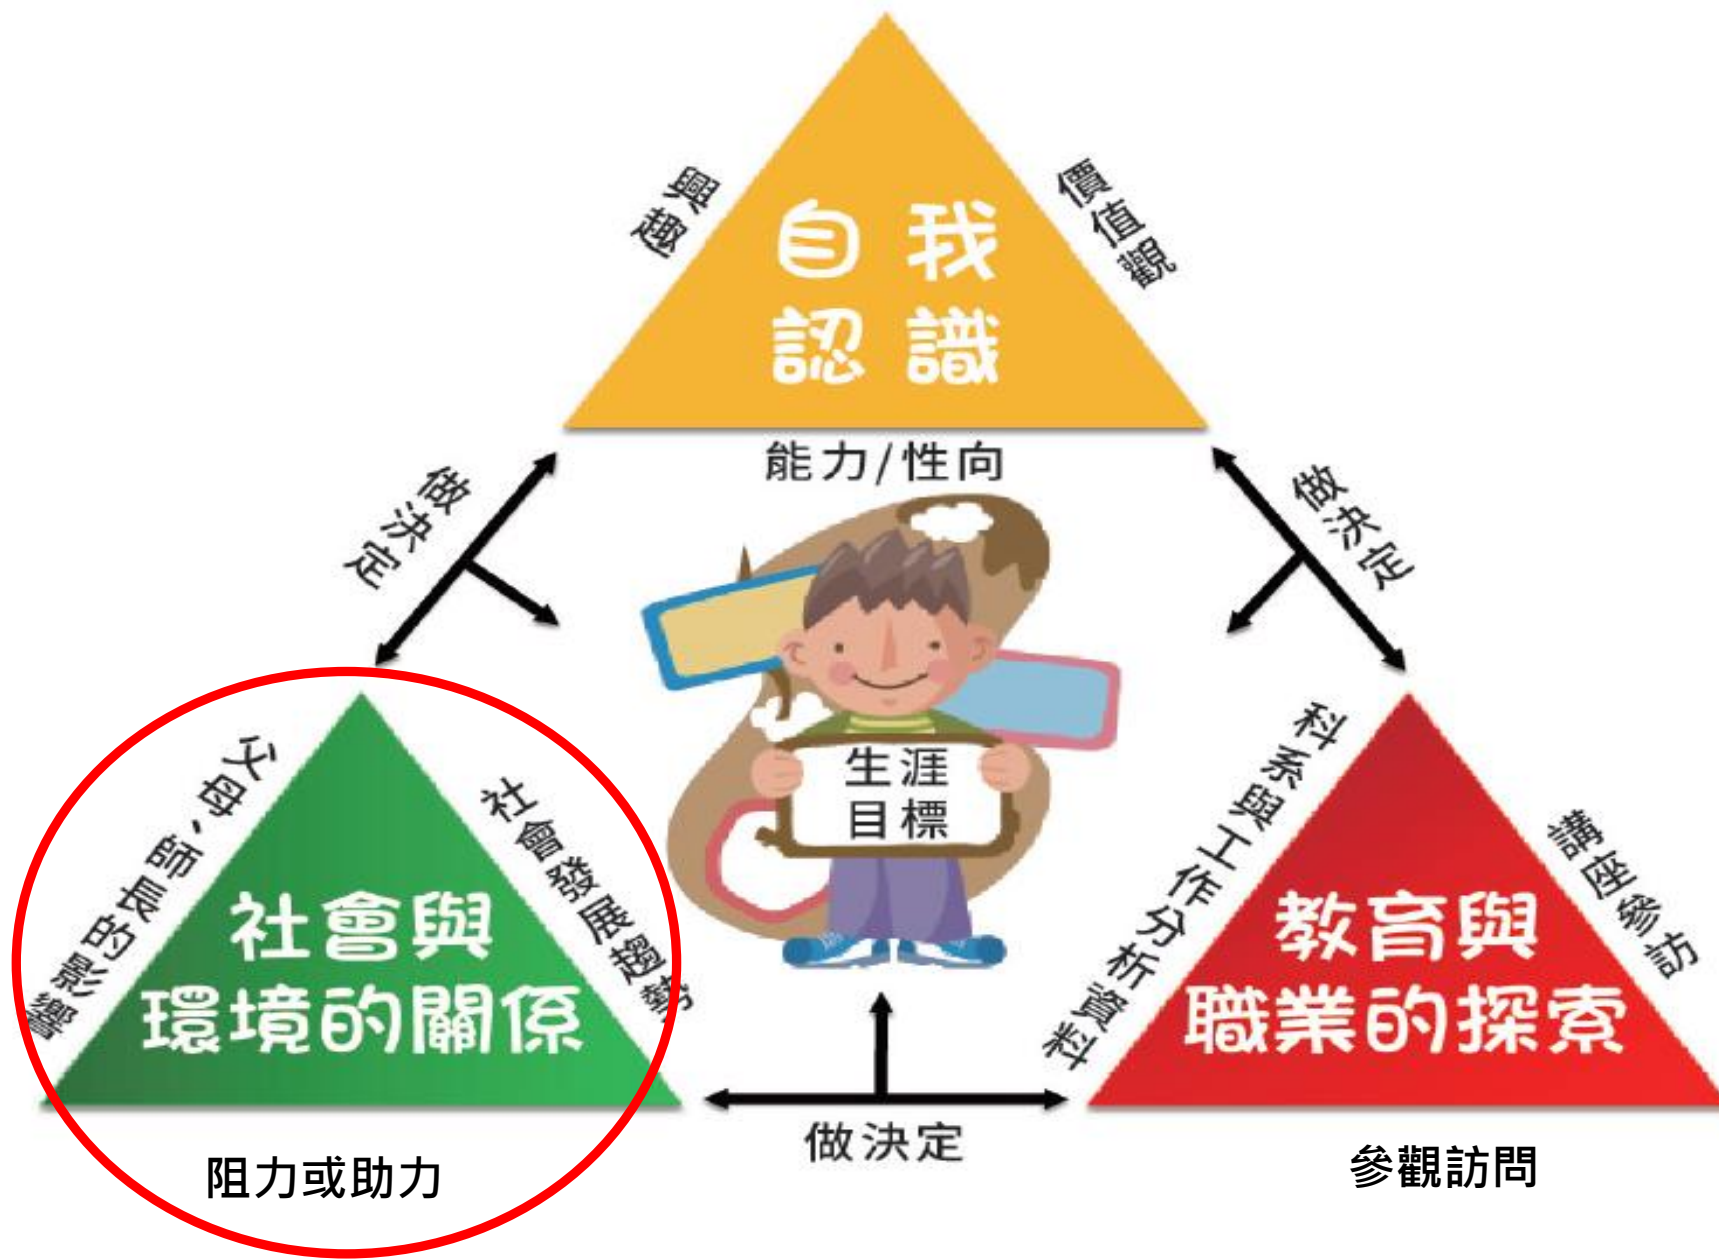 興趣
價值觀
自我
認識
能力/性向
做決定
做決定
生涯
目標
父母、師長的影響
社會發展趨勢
社會與
環境的關係
阻力或助力
做決定
科系與工作分析資料
講座參訪
教育與
職業的探索
參觀訪問